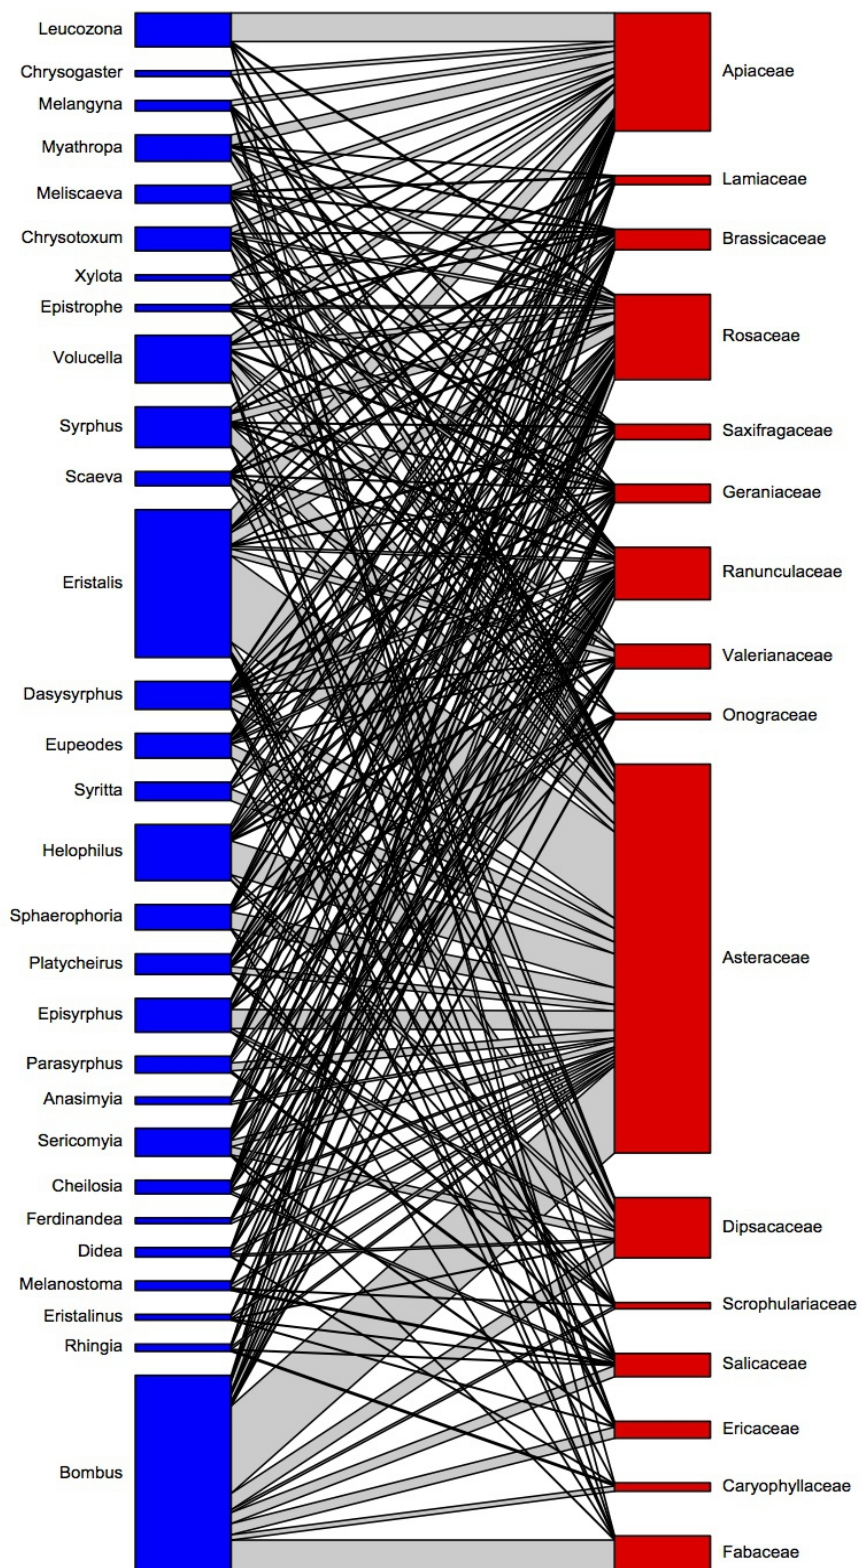 Leucozona
Chrysogaster
Melangyna
Myathropa
Meliscaeva
Chrysotoxum
Xylota
Epistrophe
Volucella
Syrphus
Scaeva
Eristalis
Dasysyrphus
Eupeodes
Syritta
Helophilus
Sphaerophoria
Platycheirus
Episyrphus
Parasyrphus
Anasimyia
Sericomyia
Cheilosia
Ferdinandea
Didea
Melanostoma
Eristalinus
Rhingia
Bombus
Apiaceae
Lamiaceae
Brassicaceae
Rosaceae
Saxifragaceae
Geraniaceae
Ranunculaceae
Valerianaceae
Onograceae
Asteraceae
Dipsacaceae
Scrophulariaceae
Salicaceae
Ericaceae
Caryophyllaceae
Fabaceae